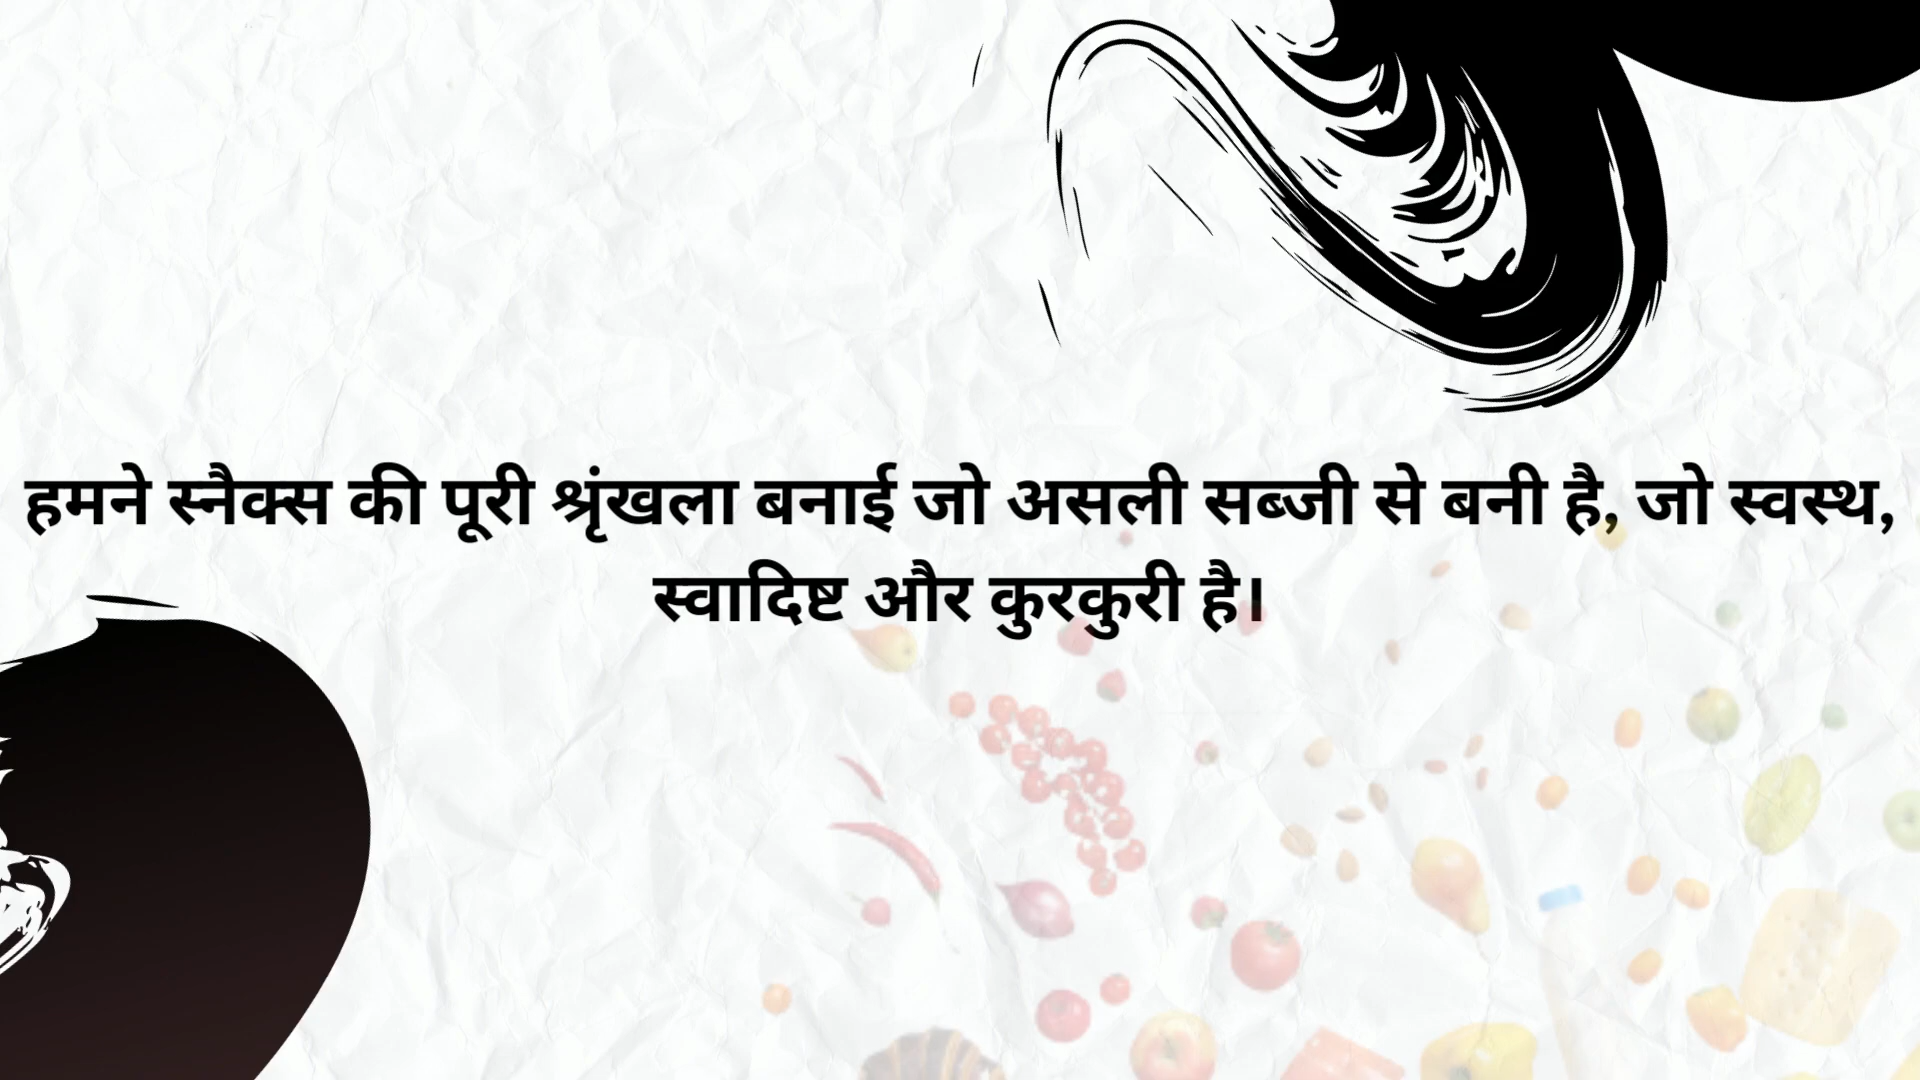 हमने स्नैक्स की पूरी श्रृंखला बनाई जो असली सब्जी से बनी है, जो स्वस्थ,
स्वादिष्ट और कुरकुरी है।